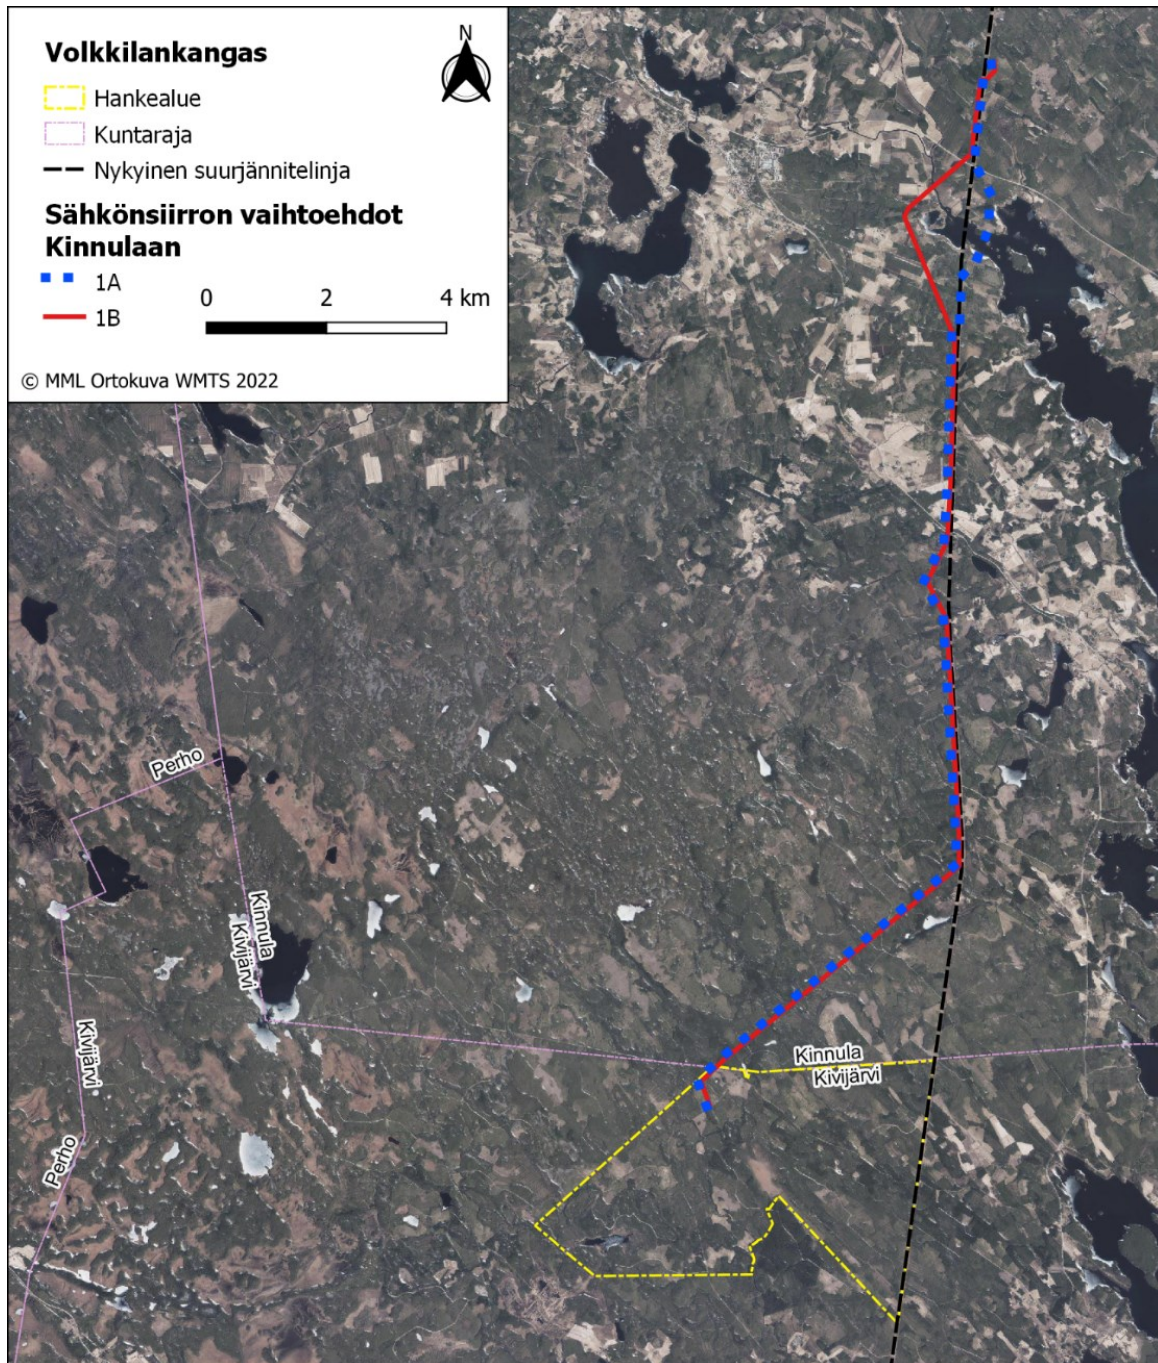 Volkkilankangas
N
Hankealue
Kuntaraja
Nykyinen suurjännitelinja
Sähkönsiirron vaihtoehdot
Kinnulaan
1A
0 2 4 km
1B
© MML Ortokuva WMTS 2022
Perho
Kinnula
Kivijärvi
Kivijärvi
Kinnula
Kivijärvi
Perho